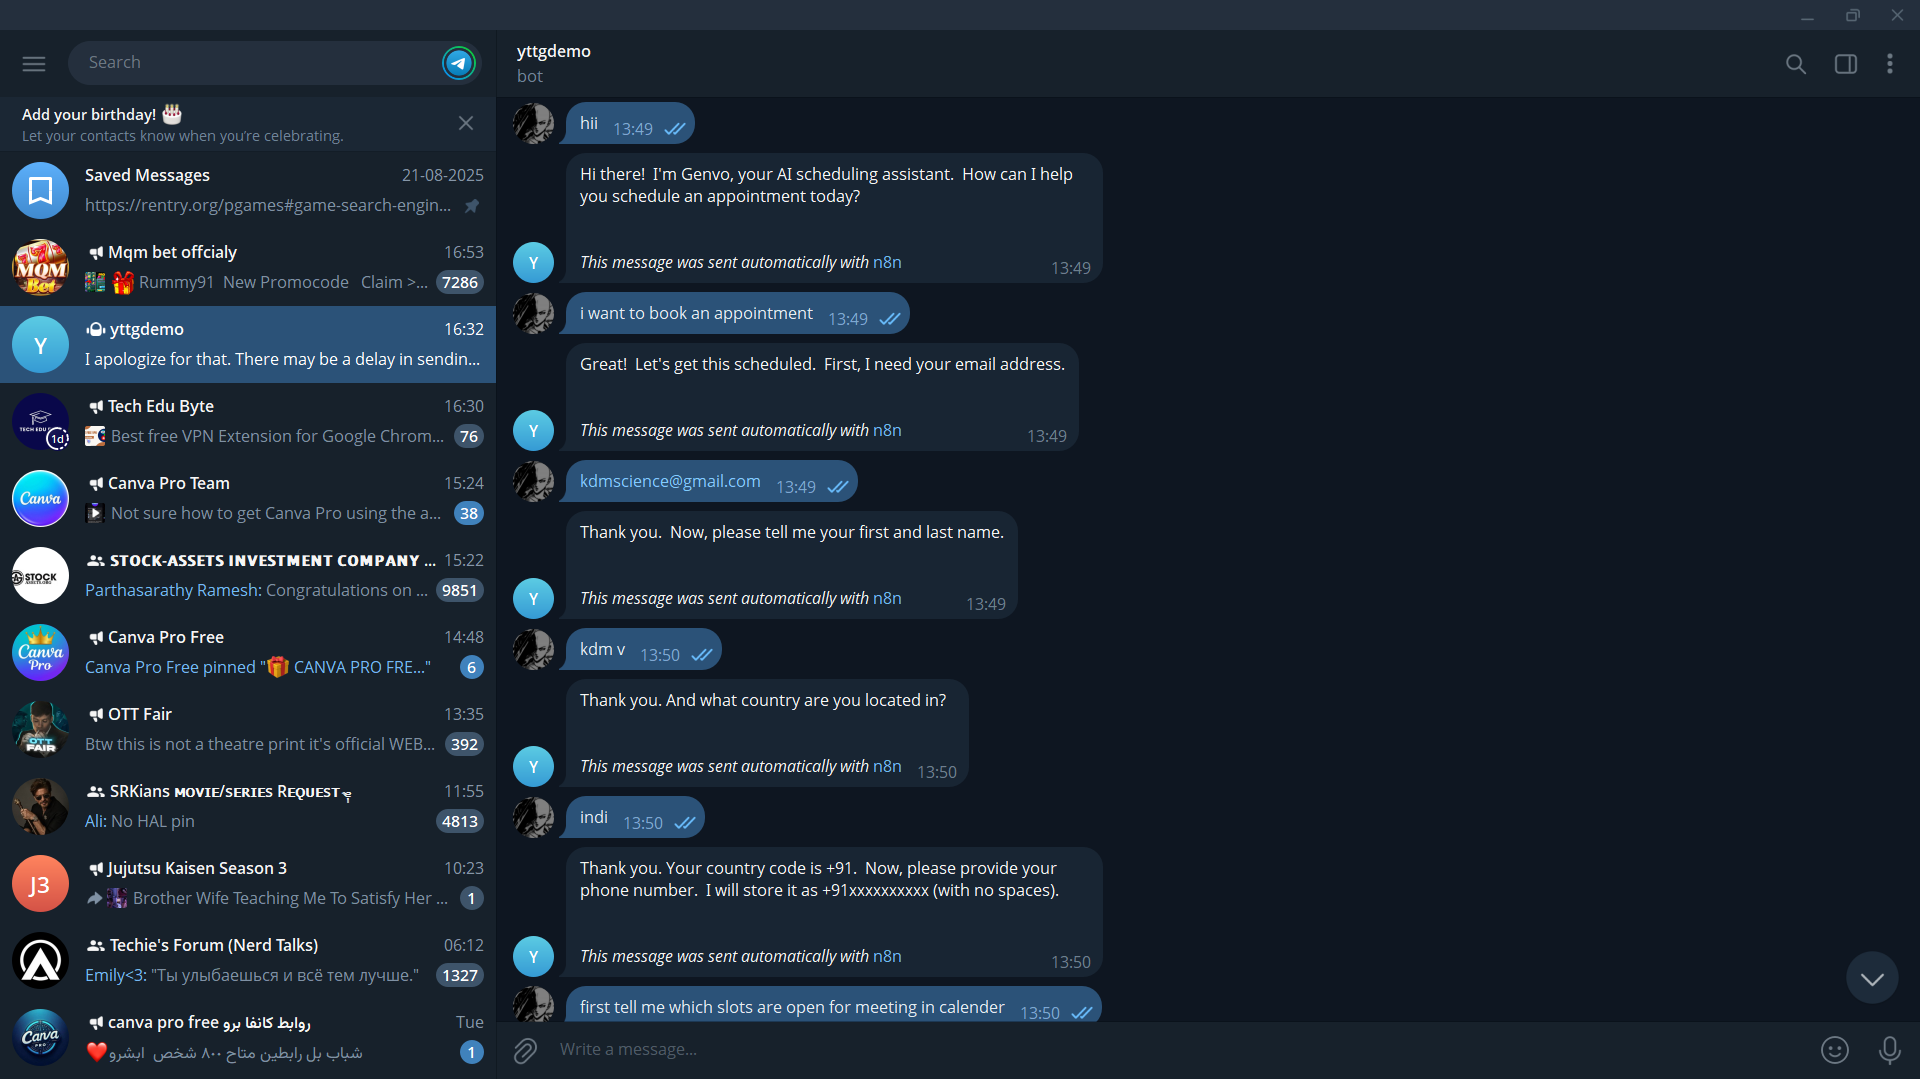 Search
Add your birthday! 🎂
Let your contacts know when you're celebrating.
Saved Messages 21-08-2025
https://rentry.org/pgames#game-search-engin...
Mqm bet offcialy 16:53
Rummy91 New Promocode Claim >... 7286
yttgdemo 16:32
I apologize for that. There may be a delay in sendin...
Tech Edu Byte 16:30
Best free VPN Extension for Google Chrom... 76
1d
Canva Pro Team 15:24
Not sure how to get Canva Pro using the a... 38
STOCK-ASSETS INVESTMENT COMPANY ... 15:22
Parthasarathy Ramesh: Congratulations on ... 9851
Canva Pro Free 14:48
Canva Pro Free pinned "🎁 CANVA PRO FRE..." 6
OTT Fair 13:35
Btw this is not a theatre print it's official WEB... 392
SRKians ᴍᴏᴠɪᴇ/sᴇʀɪᴇs Rᴇǫᴜᴇsᴛ 11:55
Ali: No HAL pin 4813
Jujutsu Kaisen Season 3 10:23
Brother Wife Teaching Me To Satisfy Her ... 1
Techie's Forum (Nerd Talks) 06:12
Emily<3: "Ты улыбаешься и всё тем лучше." 1327
canva pro free روابط كانفا برو Tue
❤️شباب بل رابطين متاح ٨٠٠ شخص ابشرو 1
MQM Bet
Y
Canva
STOCK
Canva Pro
OTT FAIR
J3
Canva PRO
yttgdemo
bot
hii 13:49
Hi there! I'm Genvo, your AI scheduling assistant. How can I help
you schedule an appointment today?
This message was sent automatically with n8n 13:49
Y
i want to book an appointment 13:49
Great! Let's get this scheduled. First, I need your email address.
This message was sent automatically with n8n 13:49
Y
kdmscience@gmail.com 13:49
Thank you. Now, please tell me your first and last name.
This message was sent automatically with n8n 13:49
Y
kdm v 13:50
Thank you. And what country are you located in?
This message was sent automatically with n8n 13:50
Y
indi 13:50
Thank you. Your country code is +91. Now, please provide your
phone number. I will store it as +91xxxxxxxxxx (with no spaces).
This message was sent automatically with n8n 13:50
Y
first tell me which slots are open for meeting in calender 13:50
Write a message...